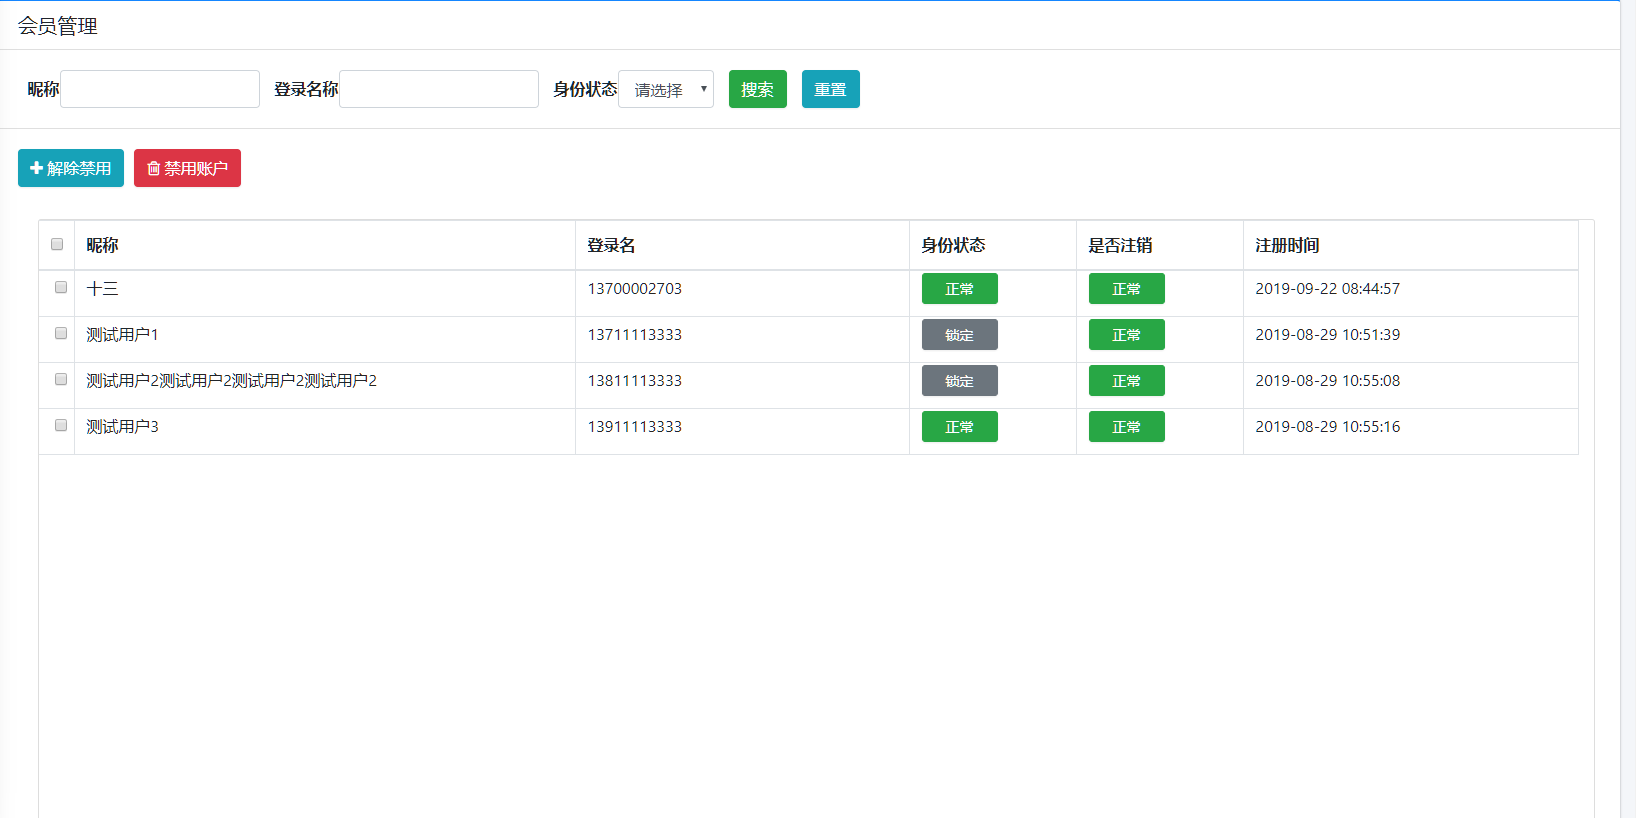 会员管理
昵称 登录名称 身份状态 请选择 搜索 重置
解除禁用 禁用账户
昵称 登录名 身份状态 是否注销 注册时间
十三 13700002703 正常 正常 2019-09-22 08:44:57
测试用户1 13711113333 锁定 正常 2019-08-29 10:51:39
测试用户2测试用户2测试用户2测试用户2 13811113333 锁定 正常 2019-08-29 10:55:08
测试用户3 13911113333 正常 正常 2019-08-29 10:55:16